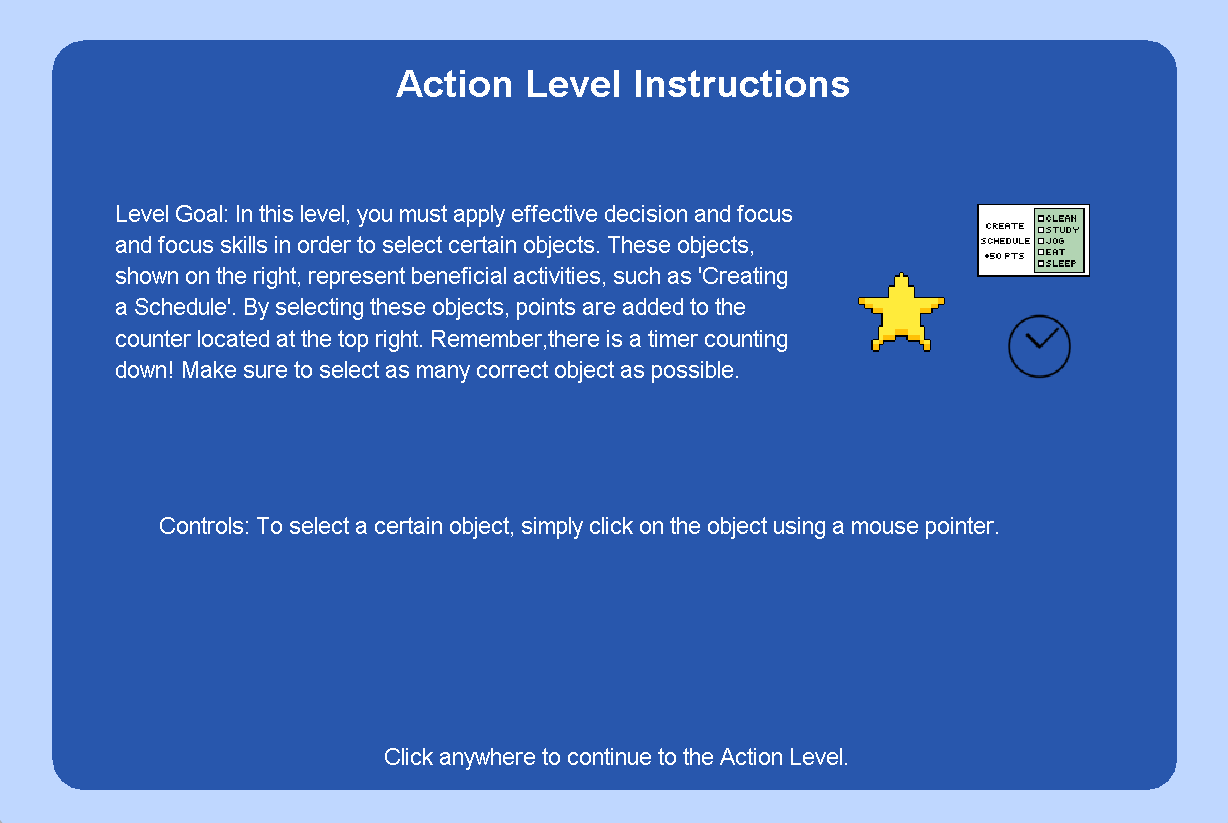 Action Level Instructions
Level Goal: In this level, you must apply effective decision and focus
and focus skills in order to select certain objects. These objects,
shown on the right, represent beneficial activities, such as 'Creating
a Schedule'. By selecting these objects, points are added to the
counter located at the top right. Remember,there is a timer counting
down! Make sure to select as many correct object as possible.
CREATE
SCHEDULE
+50 PTS
CLEAN
STUDY
JOG
EAT
SLEEP
Controls: To select a certain object, simply click on the object using a mouse pointer.
Click anywhere to continue to the Action Level.